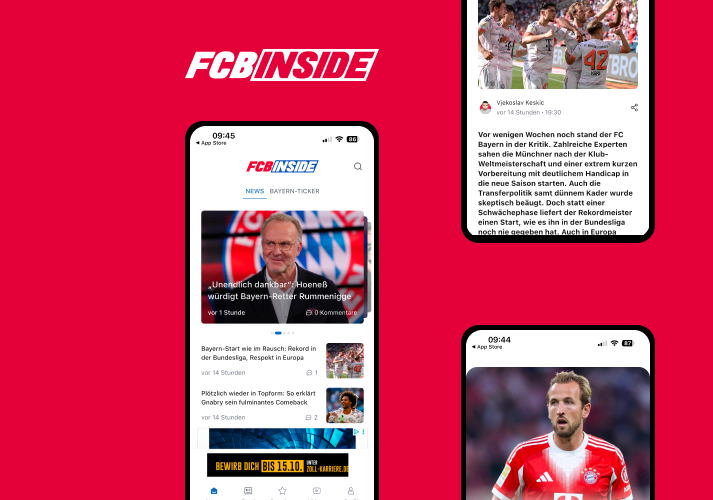 FCBINSIDE
09:45
86
App Store
FCBINSIDE
NEWS BAYERN-TICKER
„Unendlich dankbar“: Hoeneß
würdigt Bayern-Retter Rummenigge
vor 1 Stunde 0 Kommentare
Bayern-Start wie im Rausch: Rekord in
der Bundesliga, Respekt in Europa
vor 14 Stunden 1
Plötzlich wieder in Topform: So erklärt
Gnabry sein fulminantes Comeback
vor 14 Stunden 2
BEWIRB DICH BIS 15.10. UNTER
ZOLL-KARRIERE.DE
42
Vjekoslav Keskic
vor 14 Stunden • 19:30
Vor wenigen Wochen noch stand der FC
Bayern in der Kritik. Zahlreiche Experten
sahen die Münchner nach der Klub-
Weltmeisterschaft und einer extrem kurzen
Vorbereitung mit deutlichem Handicap in
die neue Saison starten. Auch die
Transferpolitik samt dünnem Kader wurde
skeptisch beäugt. Doch statt einer
Schwächephase liefert der Rekordmeister
einen Start, wie es ihn in der Bundesliga
noch nie gegeben hat. Auch in Europa
09:44
87
App Store